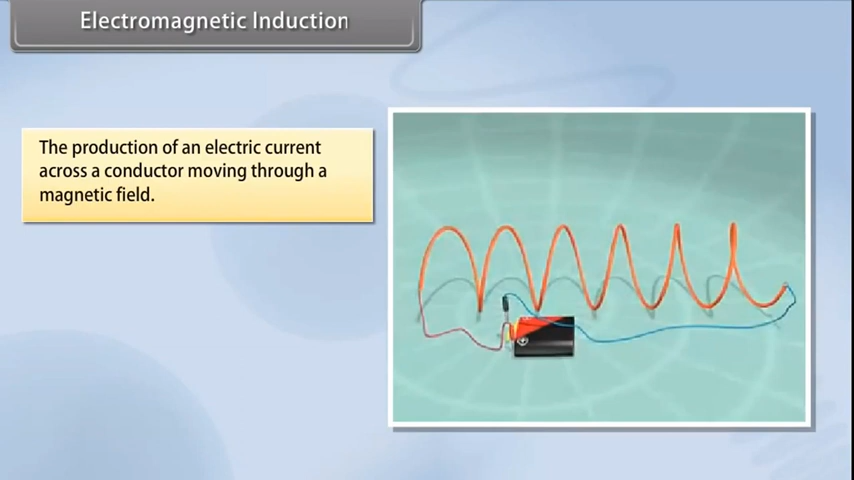 Electromagnetic Induction
The production of an electric current
across a conductor moving through a
magnetic field.